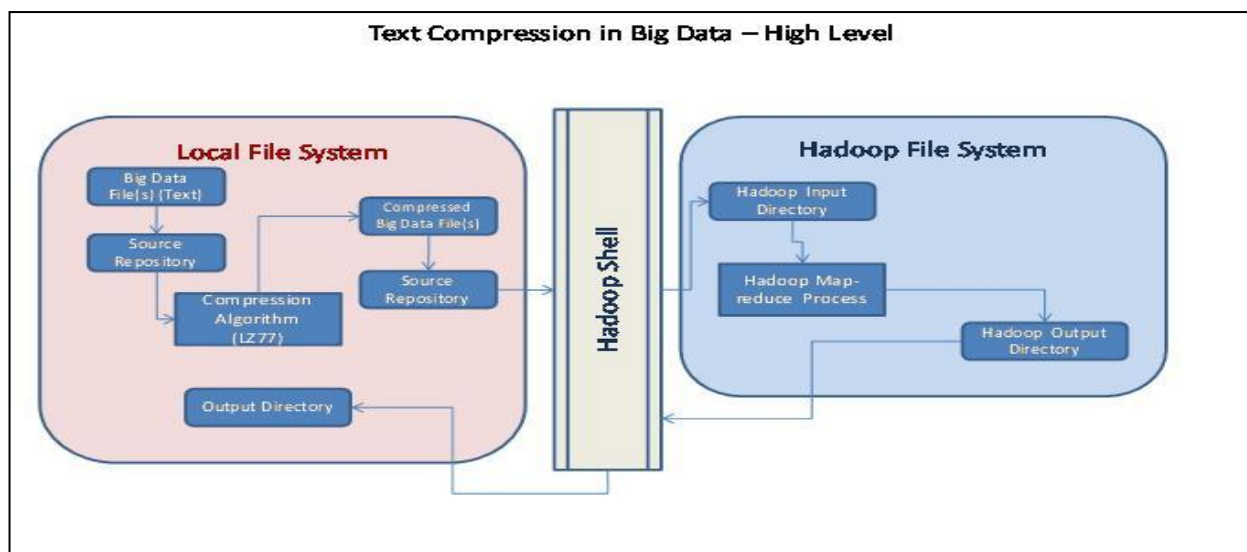 Text Compression in Big Data – High Level
Local File System
Big Data
File(s) (Text)
Source
Repository
Compression
Algorithm
(LZ77)
Compressed
Big Data File(s)
Source
Repository
Output Directory
Hadoop Shell
Hadoop File System
Hadoop Input
Directory
Hadoop Map-
reduce Process
Hadoop Output
Directory